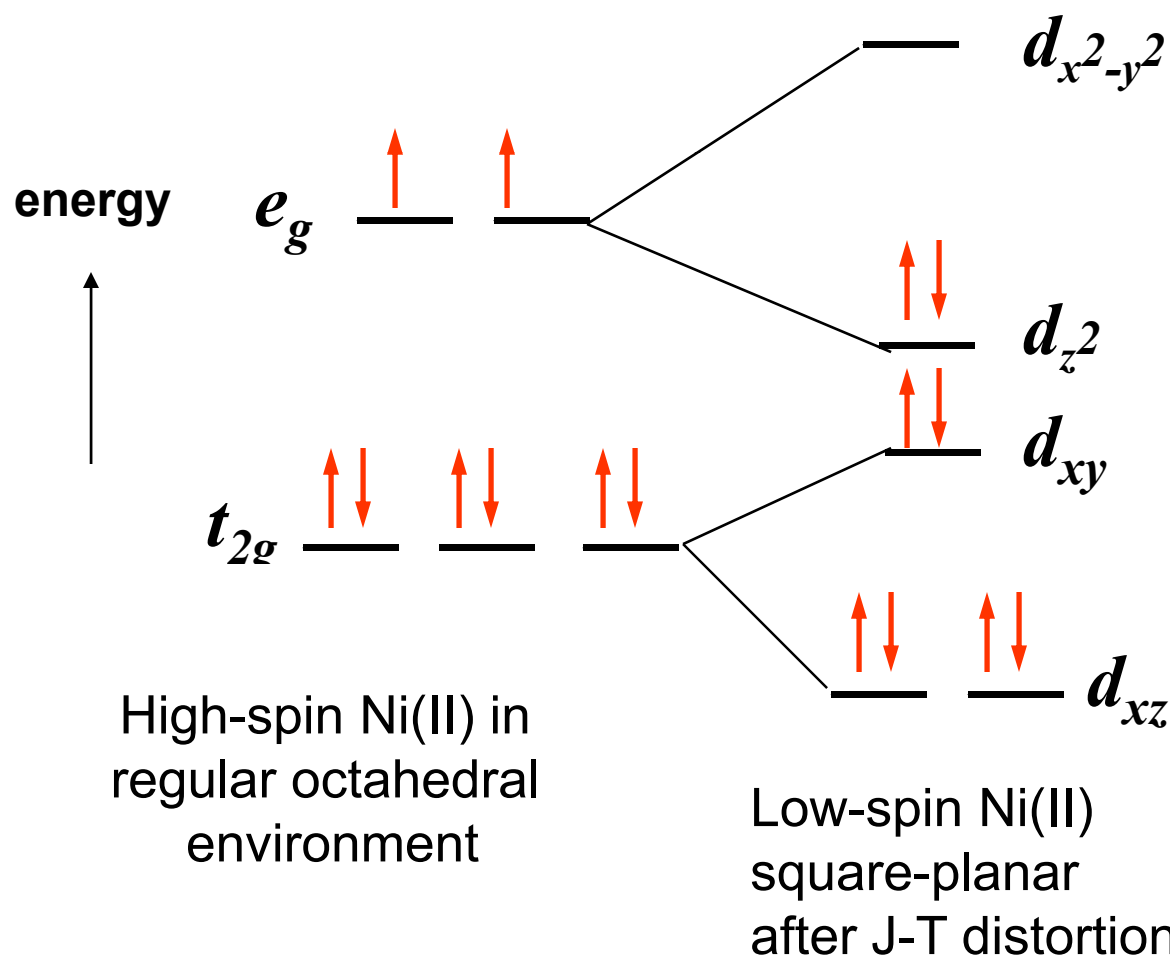 d_x²-y²
energy
e_g
d_z²
d_xy
t_2g
d_xz
High-spin Ni(II) in
regular octahedral
environment
Low-spin Ni(II)
square-planar
after J-T distortion